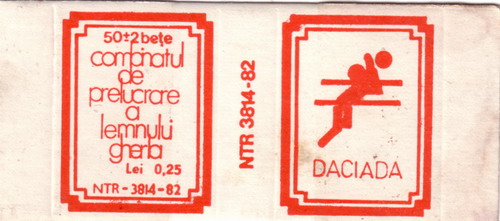 50±2 bețe
combinatul
de
prelucrare
a
lemnului
gherla
Lei 0,25
NTR - 3814 - 82
NTR 3814-82
DACIADA